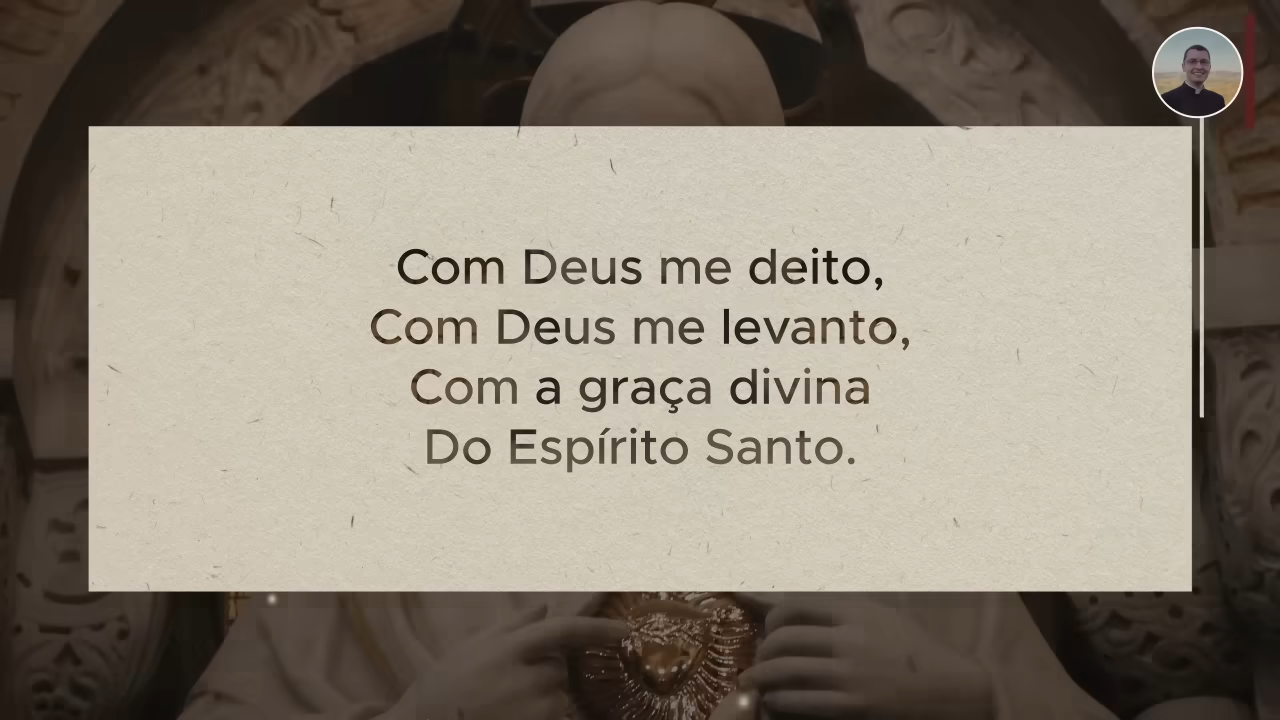 Com Deus me deito,
Com Deus me levanto,
Com a graça divina
Do Espírito Santo.